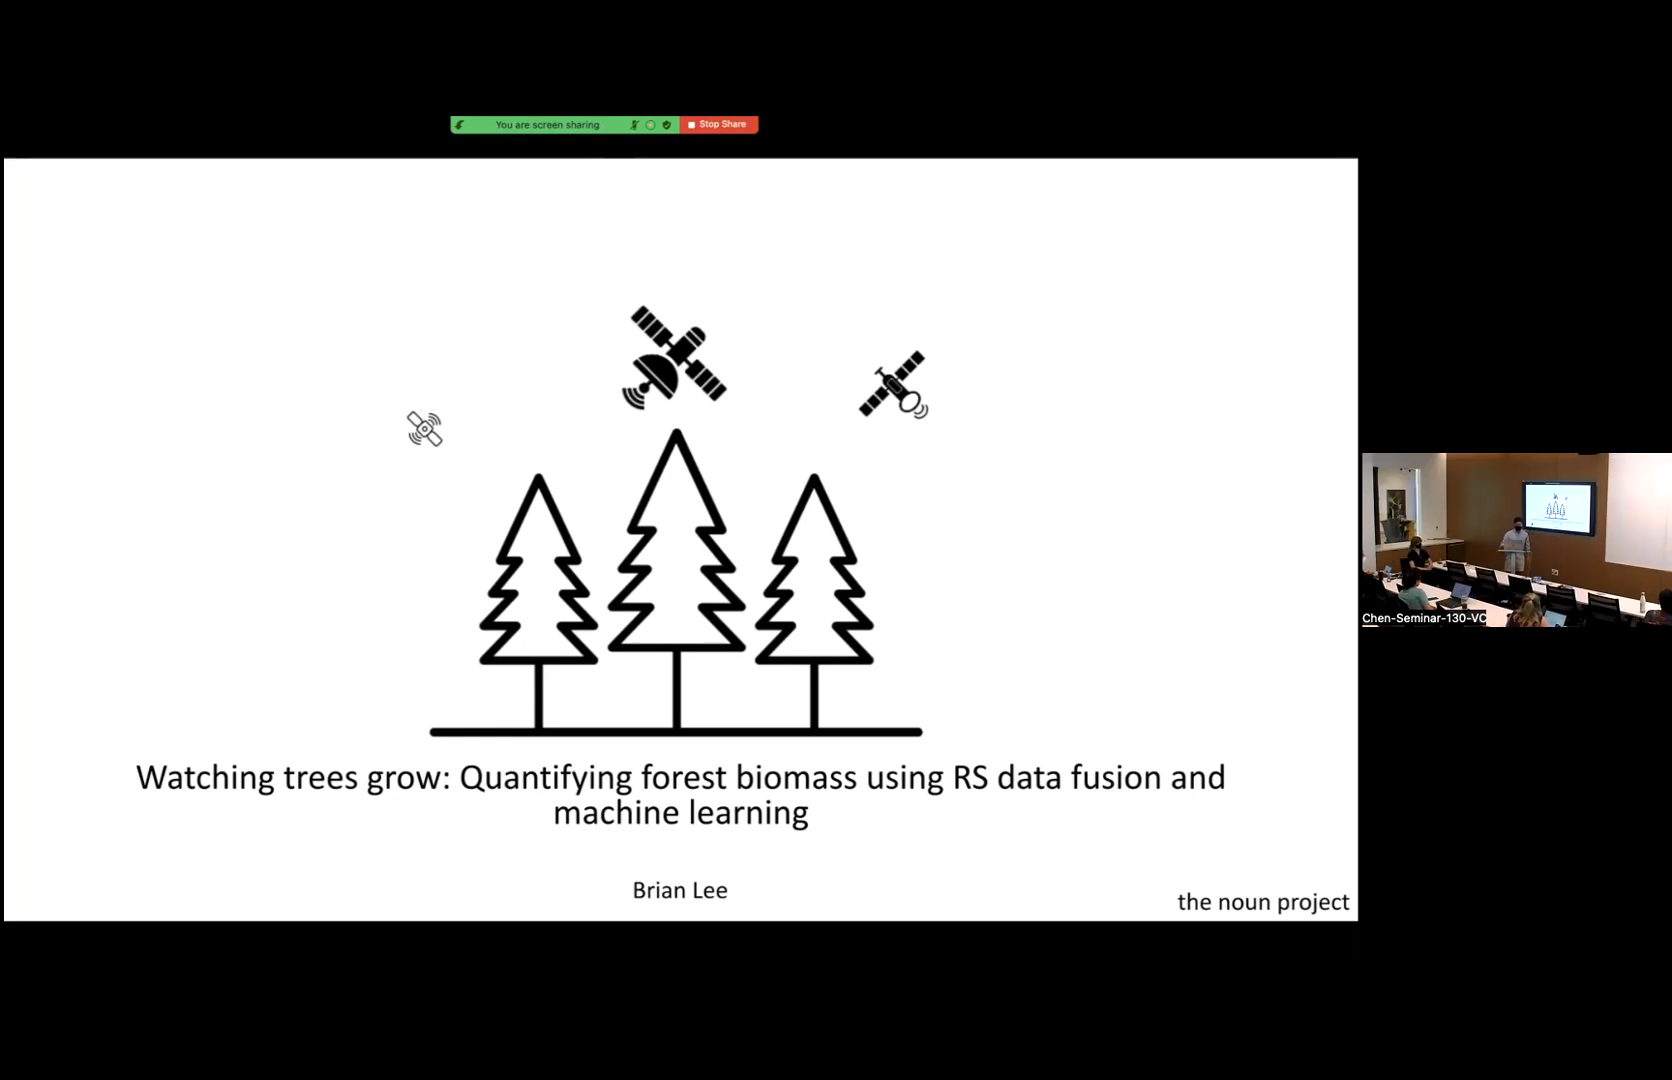 You are screen sharing
Stop Share
Watching trees grow: Quantifying forest biomass using RS data fusion and
machine learning
Brian Lee
the noun project
Chen-Seminar-130-VC